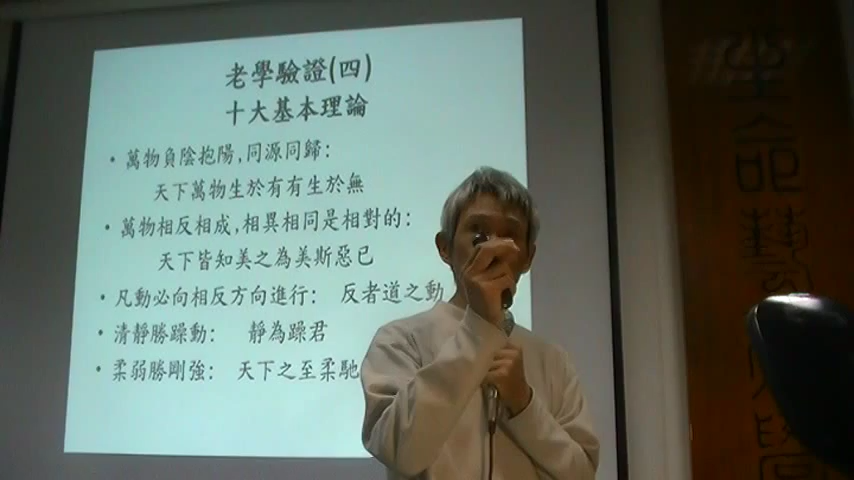 老學驗證(四)
十大基本理論
• 萬物負陰抱陽,同源同歸:
天下萬物生於有有生於無
• 萬物相反相成,相異相同是相對的:
天下皆知美之為美斯惡已
• 凡動必向相反方向進行: 反者道之動
• 清靜勝躁動: 靜為躁君
• 柔弱勝剛強: 天下之至柔馳
生命藝